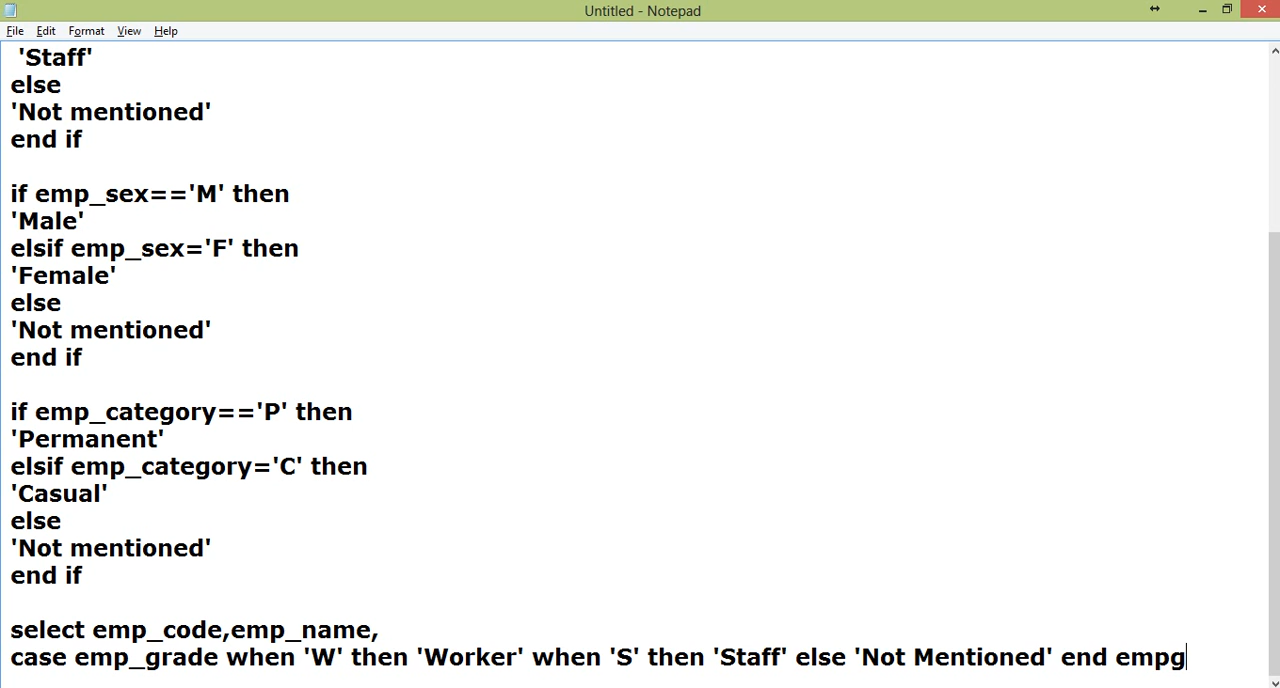 Untitled - Notepad
File Edit Format View Help
'Staff'
else
'Not mentioned'
end if
if emp_sex=='M' then
'Male'
elsif emp_sex='F' then
'Female'
else
'Not mentioned'
end if
if emp_category=='P' then
'Permanent'
elsif emp_category='C' then
'Casual'
else
'Not mentioned'
end if
select emp_code,emp_name,
case emp_grade when 'W' then 'Worker' when 'S' then 'Staff' else 'Not Mentioned' end empg